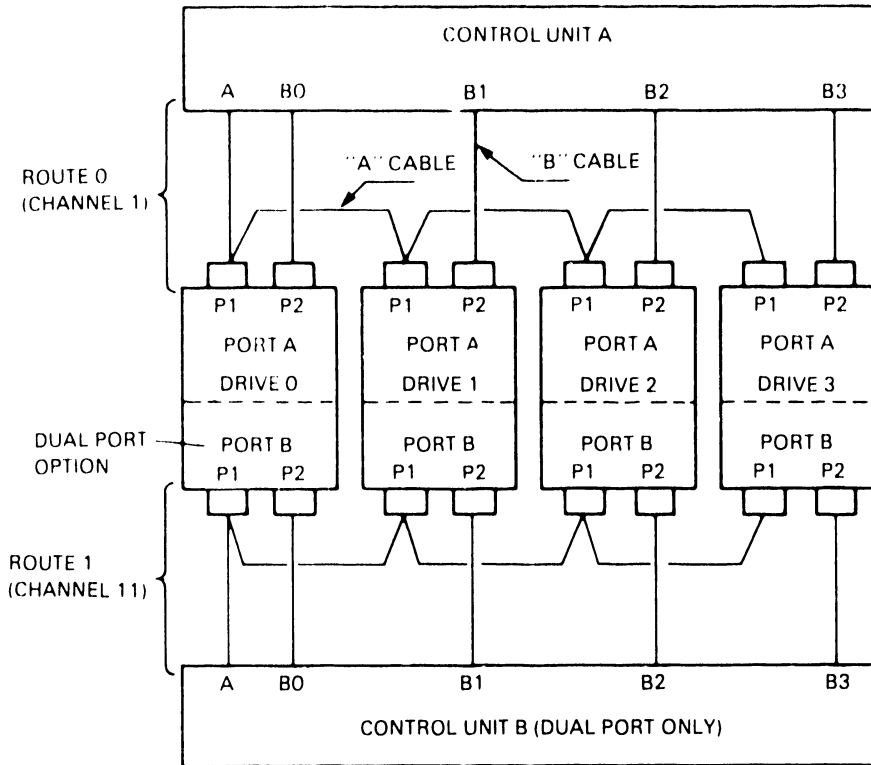 CONTROL UNIT A
A B0 B1 B2 B3
"A" CABLE "B" CABLE
ROUTE 0
(CHANNEL 1)
P1 P2 P1 P2 P1 P2 P1 P2
PORT A PORT A PORT A PORT A
DRIVE 0 DRIVE 1 DRIVE 2 DRIVE 3
DUAL PORT
OPTION
PORT B PORT B PORT B PORT B
P1 P2 P1 P2 P1 P2 P1 P2
ROUTE 1
(CHANNEL 11)
A B0 B1 B2 B3
CONTROL UNIT B (DUAL PORT ONLY)